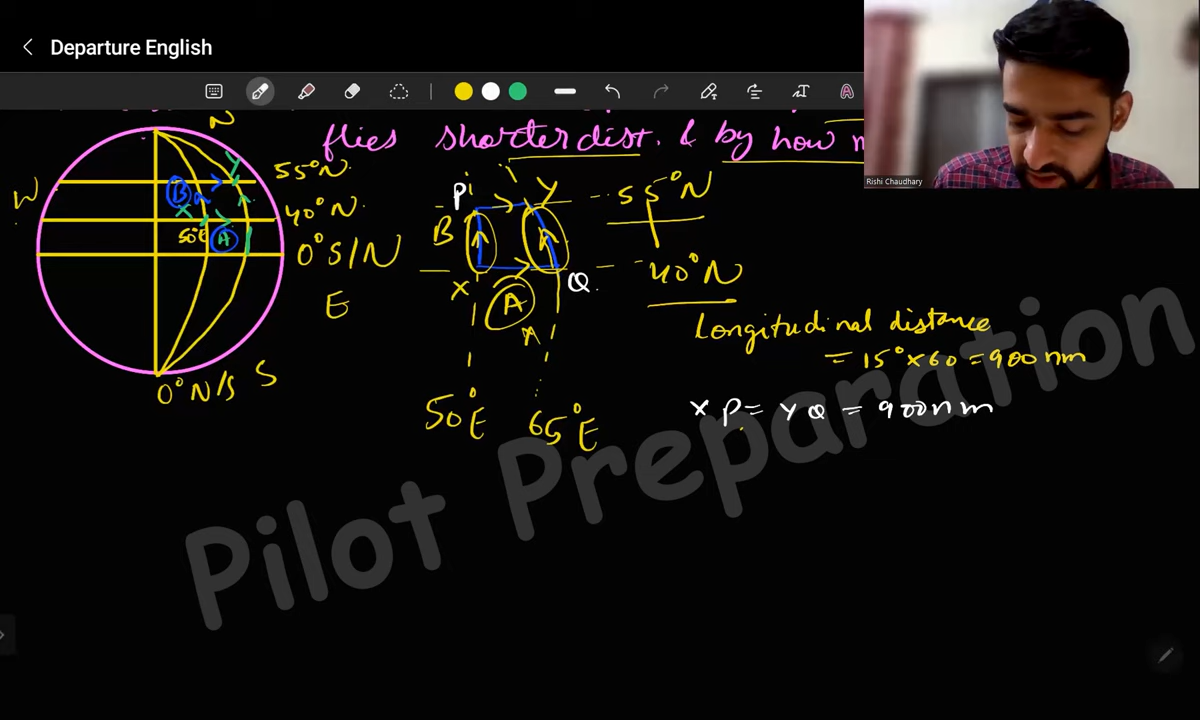 Departure English
flies shorter dist. & by how
N
W
55°N
40°N
0°S/N
E
S
0°N/S
B
X
Y
50°E
A
P
Y
55°N
B
X
Q
40°N
A
A
50°E
65°E
Longitudinal distance
= 15° × 60 = 900 nm
XP = YQ = 900 nm
Pilot Preparation
Rishi Chaudhary